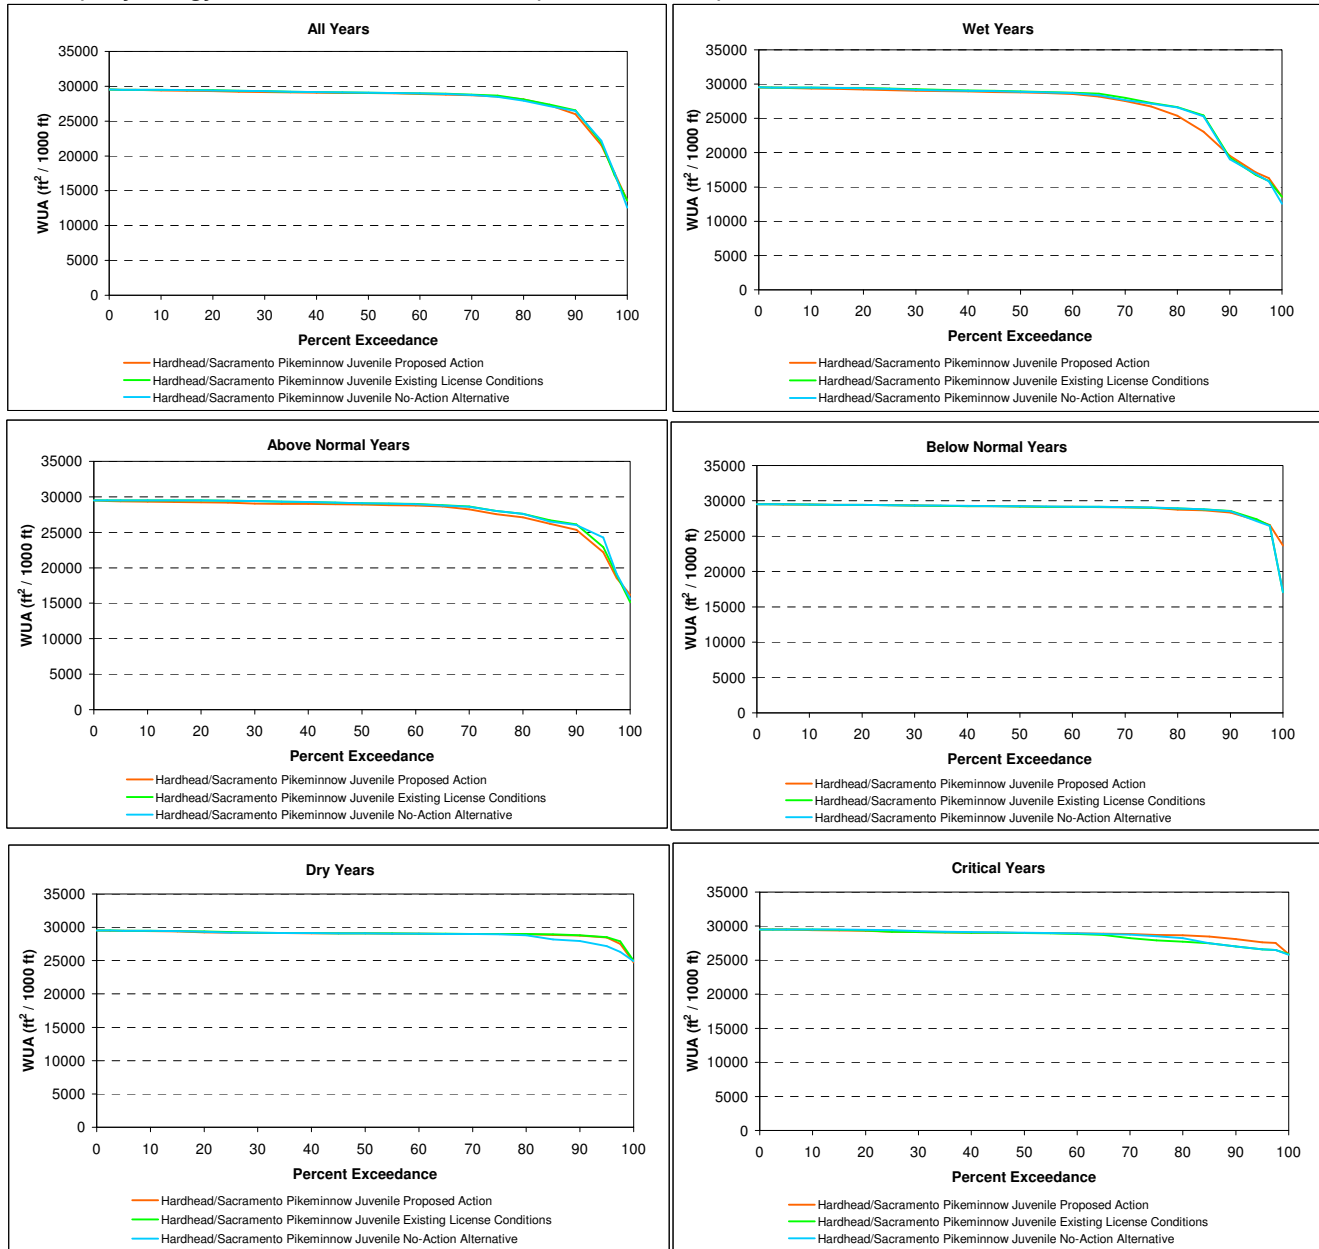 All Years
WUA (ft² / 1000 ft)
35000
30000
25000
20000
15000
10000
5000
0
0 10 20 30 40 50 60 70 80 90 100
Percent Exceedance
Hardhead/Sacramento Pikeminnow Juvenile Proposed Action
Hardhead/Sacramento Pikeminnow Juvenile Existing License Conditions
Hardhead/Sacramento Pikeminnow Juvenile No-Action Alternative
Wet Years
WUA (ft² / 1000 ft)
35000
30000
25000
20000
15000
10000
5000
0
0 10 20 30 40 50 60 70 80 90 100
Percent Exceedance
Hardhead/Sacramento Pikeminnow Juvenile Proposed Action
Hardhead/Sacramento Pikeminnow Juvenile Existing License Conditions
Hardhead/Sacramento Pikeminnow Juvenile No-Action Alternative
Above Normal Years
WUA (ft² / 1000 ft)
35000
30000
25000
20000
15000
10000
5000
0
0 10 20 30 40 50 60 70 80 90 100
Percent Exceedance
Hardhead/Sacramento Pikeminnow Juvenile Proposed Action
Hardhead/Sacramento Pikeminnow Juvenile Existing License Conditions
Hardhead/Sacramento Pikeminnow Juvenile No-Action Alternative
Below Normal Years
WUA (ft² / 1000 ft)
35000
30000
25000
20000
15000
10000
5000
0
0 10 20 30 40 50 60 70 80 90 100
Percent Exceedance
Hardhead/Sacramento Pikeminnow Juvenile Proposed Action
Hardhead/Sacramento Pikeminnow Juvenile Existing License Conditions
Hardhead/Sacramento Pikeminnow Juvenile No-Action Alternative
Dry Years
WUA (ft² / 1000 ft)
35000
30000
25000
20000
15000
10000
5000
0
0 10 20 30 40 50 60 70 80 90 100
Percent Exceedance
Hardhead/Sacramento Pikeminnow Juvenile Proposed Action
Hardhead/Sacramento Pikeminnow Juvenile Existing License Conditions
Hardhead/Sacramento Pikeminnow Juvenile No-Action Alternative
Critical Years
WUA (ft² / 1000 ft)
35000
30000
25000
20000
15000
10000
5000
0
0 10 20 30 40 50 60 70 80 90 100
Percent Exceedance
Hardhead/Sacramento Pikeminnow Juvenile Proposed Action
Hardhead/Sacramento Pikeminnow Juvenile Existing License Conditions
Hardhead/Sacramento Pikeminnow Juvenile No-Action Alternative